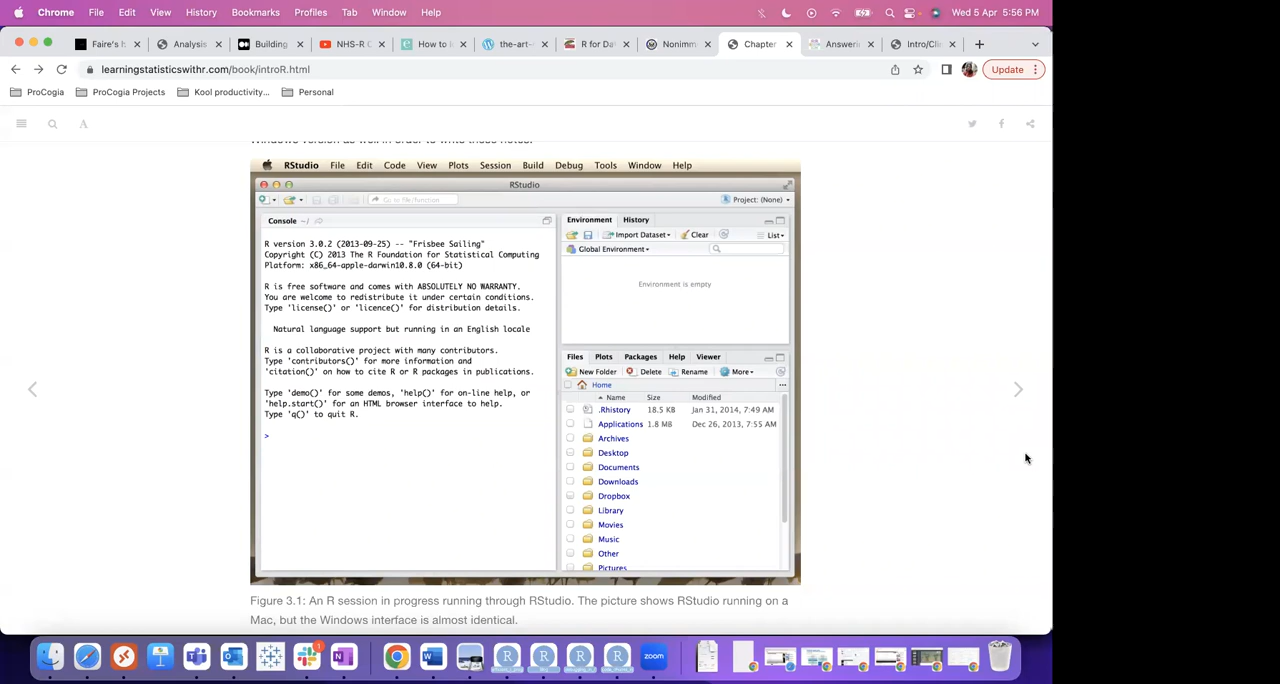 Chrome File Edit View History Bookmarks Profiles Tab Window Help
Wed 5 Apr 5:56 PM
Faire's h
Analysis
Building
NHS-R C
How to l
the-art-
R for Da
Nonimm
Chapter
Answeri
Intro/Cli
learningstatisticswithr.com/book/introR.html
Update
ProCogia
ProCogia Projects
Kool productivity...
Personal
A
RStudio File Edit Code View Plots Session Build Debug Tools Window Help
RStudio
Go to file/function
Project: (None)
Console ~/
R version 3.0.2 (2013-09-25) -- "Frisbee Sailing"
Copyright (C) 2013 The R Foundation for Statistical Computing
Platform: x86_64-apple-darwin10.8.0 (64-bit)
R is free software and comes with ABSOLUTELY NO WARRANTY.
You are welcome to redistribute it under certain conditions.
Type 'license()' or 'licence()' for distribution details.
Natural language support but running in an English locale
R is a collaborative project with many contributors.
Type 'contributors()' for more information and
'citation()' on how to cite R or R packages in publications.
Type 'demo()' for some demos, 'help()' for on-line help, or
'help.start()' for an HTML browser interface to help.
Type 'q()' to quit R.
>
Environment History
Import Dataset Clear List
Global Environment
Environment is empty
Files Plots Packages Help Viewer
New Folder Delete Rename More
Home
Name Size Modified
.Rhistory 18.5 KB Jan 31, 2014, 7:49 AM
Applications 1.8 MB Dec 26, 2013, 7:55 AM
Archives
Desktop
Documents
Downloads
Dropbox
Library
Movies
Music
Other
Pictures
Figure 3.1: An R session in progress running through RStudio. The picture shows RStudio running on a
Mac, but the Windows interface is almost identical.
1
R R R R
zoom